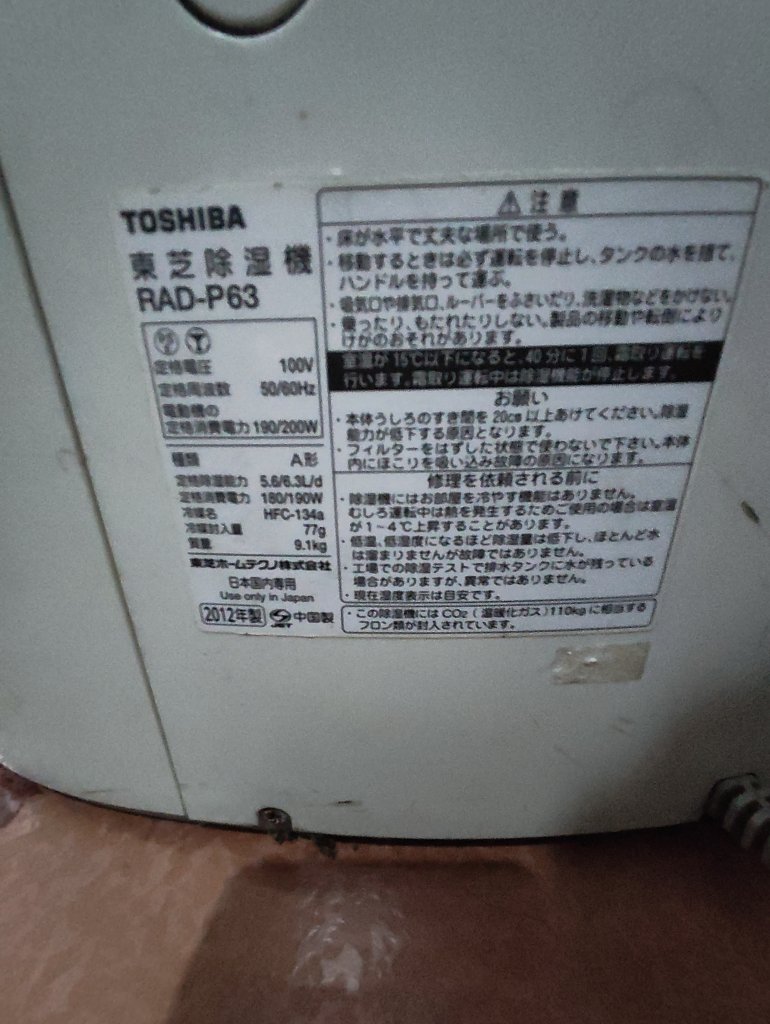 TOSHIBA
東芝除湿機
RAD-P63
定格電圧 100V
定格周波数 50/60Hz
電動機の
定格消費電力 190/200W
種類 A形
定格除湿能力 5.6/6.3L/d
定格消費電力 180/190W
冷媒名 HFC-134a
冷媒封入量 77g
質量 9.1kg
東芝ホームテクノ株式会社
日本国内専用
Use only in Japan
2012年製 JET 中国製
注意
・床が水平で丈夫な場所で使う。
・移動するときは必ず運転を停止し、タンクの水を捨て、
ハンドルを持って運ぶ。
・吸気口や排気口、ルーバーをふさいだり、洗濯物などをかけない。
・乗ったり、もたれたりしない。製品の移動や転倒により
けがのおそれがあります。
室温が15℃以下になると、40分に1回、霜取り運転を
行います。霜取り運転中は除湿機能が停止します。
お願い
・本体うしろのすき間を20cm以上あけてください。除湿
能力が低下する原因となります。
・フィルターをはずした状態で使わないで下さい。本体
内にほこりを吸い込み故障の原因になります。
修理を依頼される前に
・除湿機にはお部屋を冷やす機能はありません。
むしろ運転中は熱を発生するためご使用の場合は室温
が1~4℃上昇することがあります。
・低温、低湿度になるほど除湿量は低下し、ほとんど水
は溜まりませんが故障ではありません。
・工場での除湿テストで排水タンクに水が残っている
場合がありますが、異常ではありません。
・現在湿度表示は目安です。
・この除湿機にはCO₂(温暖化ガス)110kgに相当する
フロン類が封入されています。